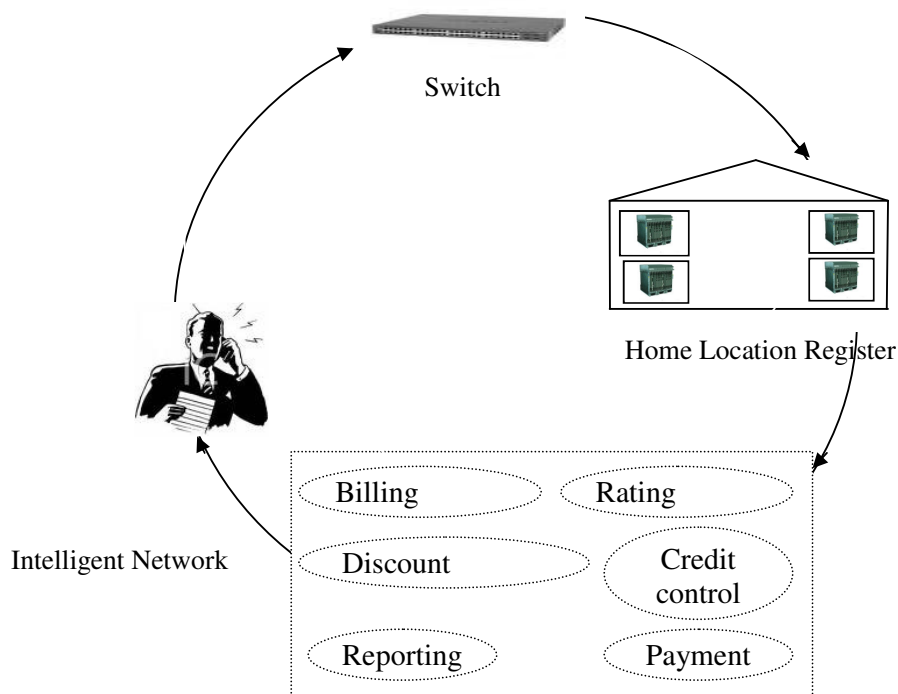 Switch
Home Location Register
Billing
Rating
Intelligent Network
Discount
Credit
control
Reporting
Payment